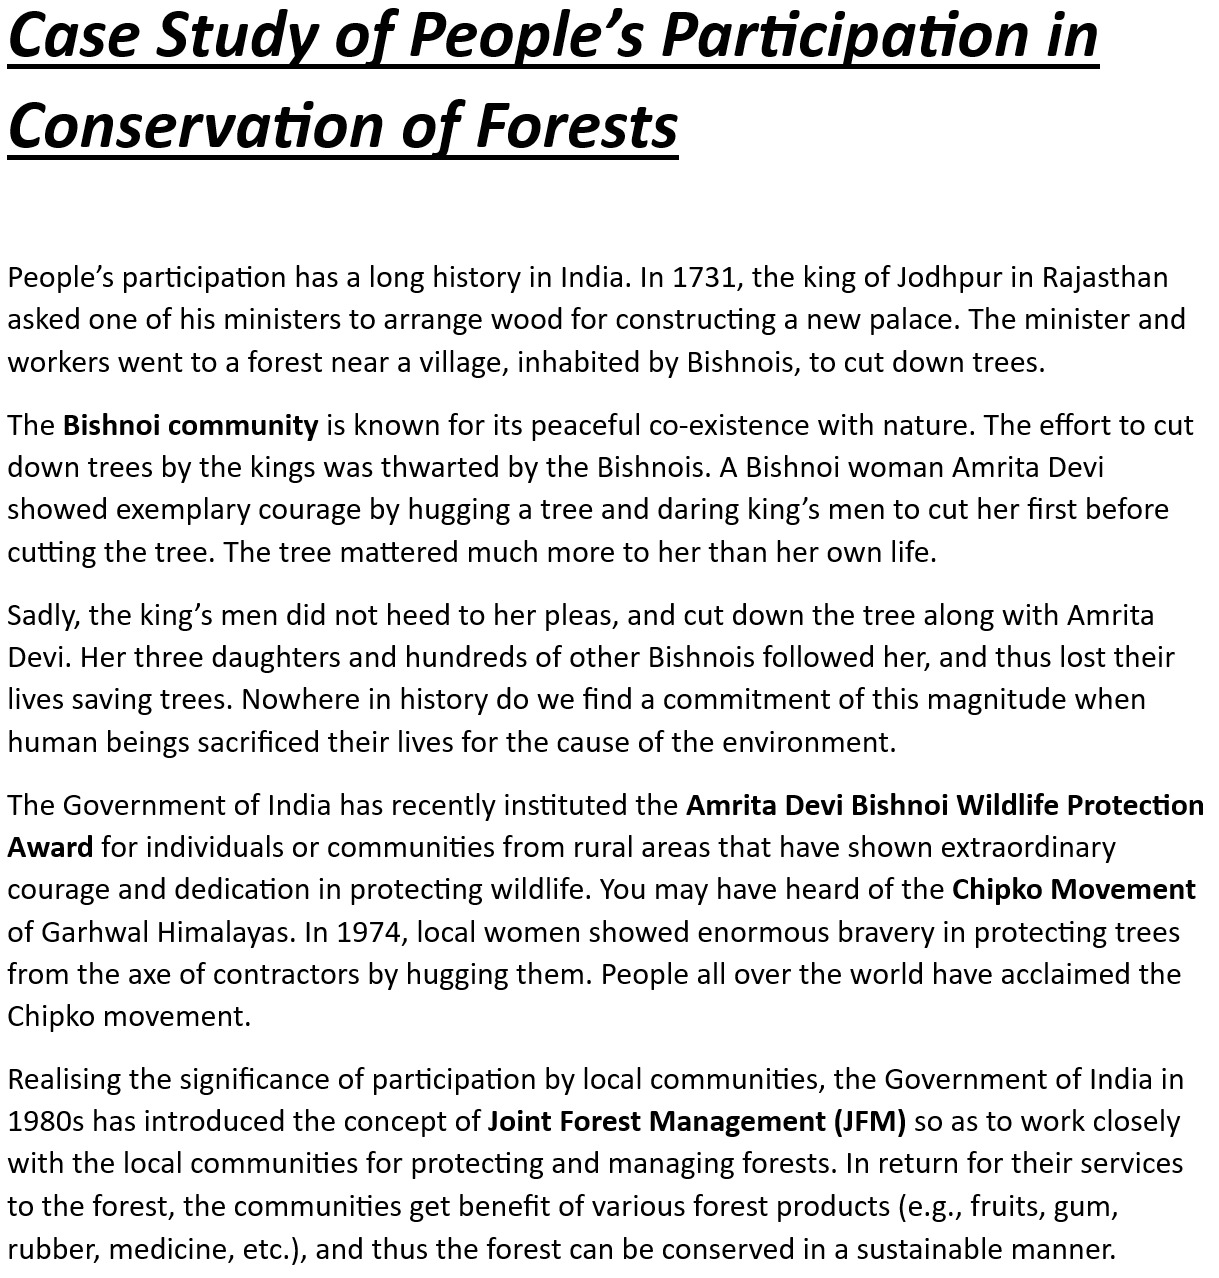 Case Study of People’s Participation in
Conservation of Forests
People’s participation has a long history in India. In 1731, the king of Jodhpur in Rajasthan
asked one of his ministers to arrange wood for constructing a new palace. The minister and
workers went to a forest near a village, inhabited by Bishnois, to cut down trees.
The Bishnoi community is known for its peaceful co-existence with nature. The effort to cut
down trees by the kings was thwarted by the Bishnois. A Bishnoi woman Amrita Devi
showed exemplary courage by hugging a tree and daring king’s men to cut her first before
cutting the tree. The tree mattered much more to her than her own life.
Sadly, the king’s men did not heed to her pleas, and cut down the tree along with Amrita
Devi. Her three daughters and hundreds of other Bishnois followed her, and thus lost their
lives saving trees. Nowhere in history do we find a commitment of this magnitude when
human beings sacrificed their lives for the cause of the environment.
The Government of India has recently instituted the Amrita Devi Bishnoi Wildlife Protection
Award for individuals or communities from rural areas that have shown extraordinary
courage and dedication in protecting wildlife. You may have heard of the Chipko Movement
of Garhwal Himalayas. In 1974, local women showed enormous bravery in protecting trees
from the axe of contractors by hugging them. People all over the world have acclaimed the
Chipko movement.
Realising the significance of participation by local communities, the Government of India in
1980s has introduced the concept of Joint Forest Management (JFM) so as to work closely
with the local communities for protecting and managing forests. In return for their services
to the forest, the communities get benefit of various forest products (e.g., fruits, gum,
rubber, medicine, etc.), and thus the forest can be conserved in a sustainable manner.